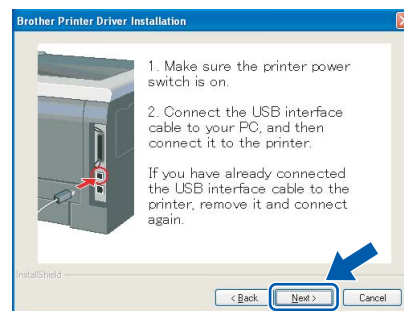 Brother Printer Driver Installation
1. Make sure the printer power
switch is on.
2. Connect the USB interface
cable to your PC, and then
connect it to the printer.
If you have already connected
the USB interface cable to the
printer, remove it and connect
again.
InstallShield
< Back Next > Cancel